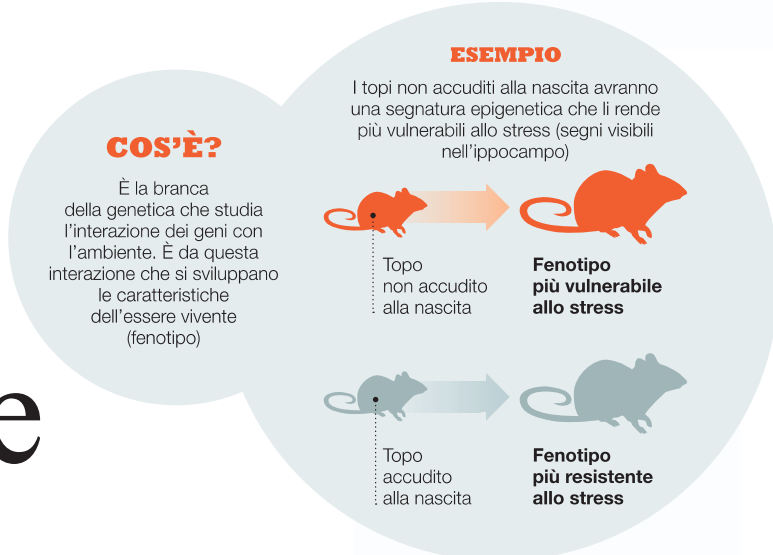 COS'È?
È la branca
della genetica che studia
l'interazione dei geni con
l'ambiente. È da questa
interazione che si sviluppano
le caratteristiche
dell'essere vivente
(fenotipo)
ESEMPIO
I topi non accuditi alla nascita avranno
una segnatura epigenetica che li rende
più vulnerabili allo stress (segni visibili
nell'ippocampo)
Topo
non accudito
alla nascita
Fenotipo
più vulnerabile
allo stress
Topo
accudito
alla nascita
Fenotipo
più resistente
allo stress
e